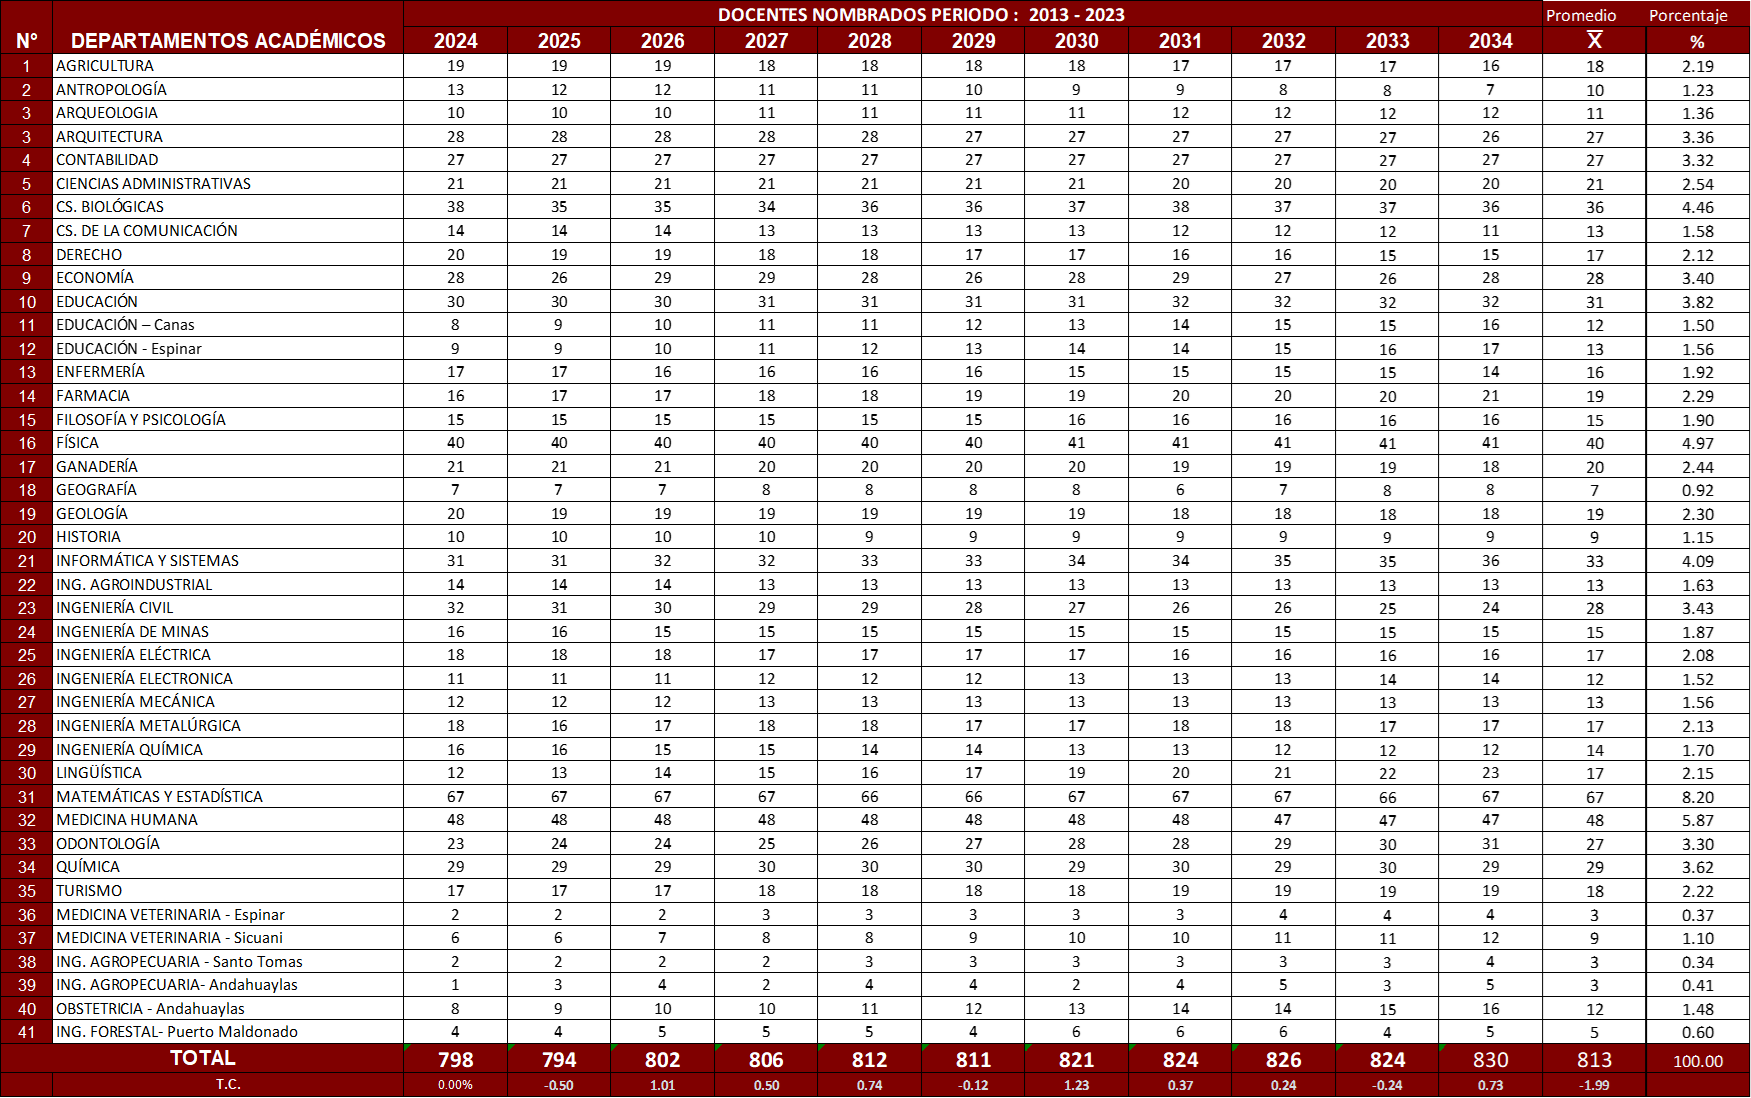 DOCENTES NOMBRADOS PERIODO : 2013 - 2023 Promedio Porcentaje
N° DEPARTAMENTOS ACADÉMICOS 2024 2025 2026 2027 2028 2029 2030 2031 2032 2033 2034 X̅ %
1 AGRICULTURA 19 19 19 18 18 18 18 17 17 17 16 18 2.19
2 ANTROPOLOGÍA 13 12 12 11 11 10 9 9 8 8 7 10 1.23
3 ARQUEOLOGIA 10 10 10 11 11 11 11 12 12 12 12 11 1.36
3 ARQUITECTURA 28 28 28 28 28 27 27 27 27 27 26 27 3.36
4 CONTABILIDAD 27 27 27 27 27 27 27 27 27 27 27 27 3.32
5 CIENCIAS ADMINISTRATIVAS 21 21 21 21 21 21 21 20 20 20 20 21 2.54
6 CS. BIOLÓGICAS 38 35 35 34 36 36 37 38 37 37 36 36 4.46
7 CS. DE LA COMUNICACIÓN 14 14 14 13 13 13 13 12 12 12 11 13 1.58
8 DERECHO 20 19 19 18 18 17 17 16 16 15 15 17 2.12
9 ECONOMÍA 28 26 29 29 28 26 28 29 27 26 28 28 3.40
10 EDUCACIÓN 30 30 30 31 31 31 31 32 32 32 32 31 3.82
11 EDUCACIÓN – Canas 8 9 10 11 11 12 13 14 15 15 16 12 1.50
12 EDUCACIÓN - Espinar 9 9 10 11 12 13 14 14 15 16 17 13 1.56
13 ENFERMERÍA 17 17 16 16 16 16 15 15 15 15 14 16 1.92
14 FARMACIA 16 17 17 18 18 19 19 20 20 20 21 19 2.29
15 FILOSOFÍA Y PSICOLOGÍA 15 15 15 15 15 15 16 16 16 16 16 15 1.90
16 FÍSICA 40 40 40 40 40 40 41 41 41 41 41 40 4.97
17 GANADERÍA 21 21 21 20 20 20 20 19 19 19 18 20 2.44
18 GEOGRAFÍA 7 7 7 8 8 8 8 6 7 8 8 7 0.92
19 GEOLOGÍA 20 19 19 19 19 19 19 18 18 18 18 19 2.30
20 HISTORIA 10 10 10 10 9 9 9 9 9 9 9 9 1.15
21 INFORMÁTICA Y SISTEMAS 31 31 32 32 33 33 34 34 35 35 36 33 4.09
22 ING. AGROINDUSTRIAL 14 14 14 13 13 13 13 13 13 13 13 13 1.63
23 INGENIERÍA CIVIL 32 31 30 29 29 28 27 26 26 25 24 28 3.43
24 INGENIERÍA DE MINAS 16 16 15 15 15 15 15 15 15 15 15 15 1.87
25 INGENIERÍA ELÉCTRICA 18 18 18 17 17 17 17 16 16 16 16 17 2.08
26 INGENIERÍA ELECTRONICA 11 11 11 12 12 12 13 13 13 14 14 12 1.52
27 INGENIERÍA MECÁNICA 12 12 12 13 13 13 13 13 13 13 13 13 1.56
28 INGENIERÍA METALÚRGICA 18 16 17 18 18 17 17 18 18 17 17 17 2.13
29 INGENIERÍA QUÍMICA 16 16 15 15 14 14 13 13 12 12 12 14 1.70
30 LINGÜÍSTICA 12 13 14 15 16 17 19 20 21 22 23 17 2.15
31 MATEMÁTICAS Y ESTADÍSTICA 67 67 67 67 66 66 67 67 67 66 67 67 8.20
32 MEDICINA HUMANA 48 48 48 48 48 48 48 48 47 47 47 48 5.87
33 ODONTOLOGÍA 23 24 24 25 26 27 28 28 29 30 31 27 3.30
34 QUÍMICA 29 29 29 30 30 30 29 30 29 30 29 29 3.62
35 TURISMO 17 17 17 18 18 18 18 19 19 19 19 18 2.22
36 MEDICINA VETERINARIA - Espinar 2 2 2 3 3 3 3 3 4 4 4 3 0.37
37 MEDICINA VETERINARIA - Sicuani 6 6 7 8 8 9 10 10 11 11 12 9 1.10
38 ING. AGROPECUARIA - Santo Tomas 2 2 2 2 3 3 3 3 3 3 4 3 0.34
39 ING. AGROPECUARIA- Andahuaylas 1 3 4 2 4 4 2 4 5 3 5 3 0.41
40 OBSTETRICIA - Andahuaylas 8 9 10 10 11 12 13 14 14 15 16 12 1.48
41 ING. FORESTAL- Puerto Maldonado 4 4 5 5 5 4 6 6 6 4 5 5 0.60
TOTAL 798 794 802 806 812 811 821 824 826 824 830 813 100.00
T.C. 0.00% -0.50 1.01 0.50 0.74 -0.12 1.23 0.37 0.24 -0.24 0.73 -1.99